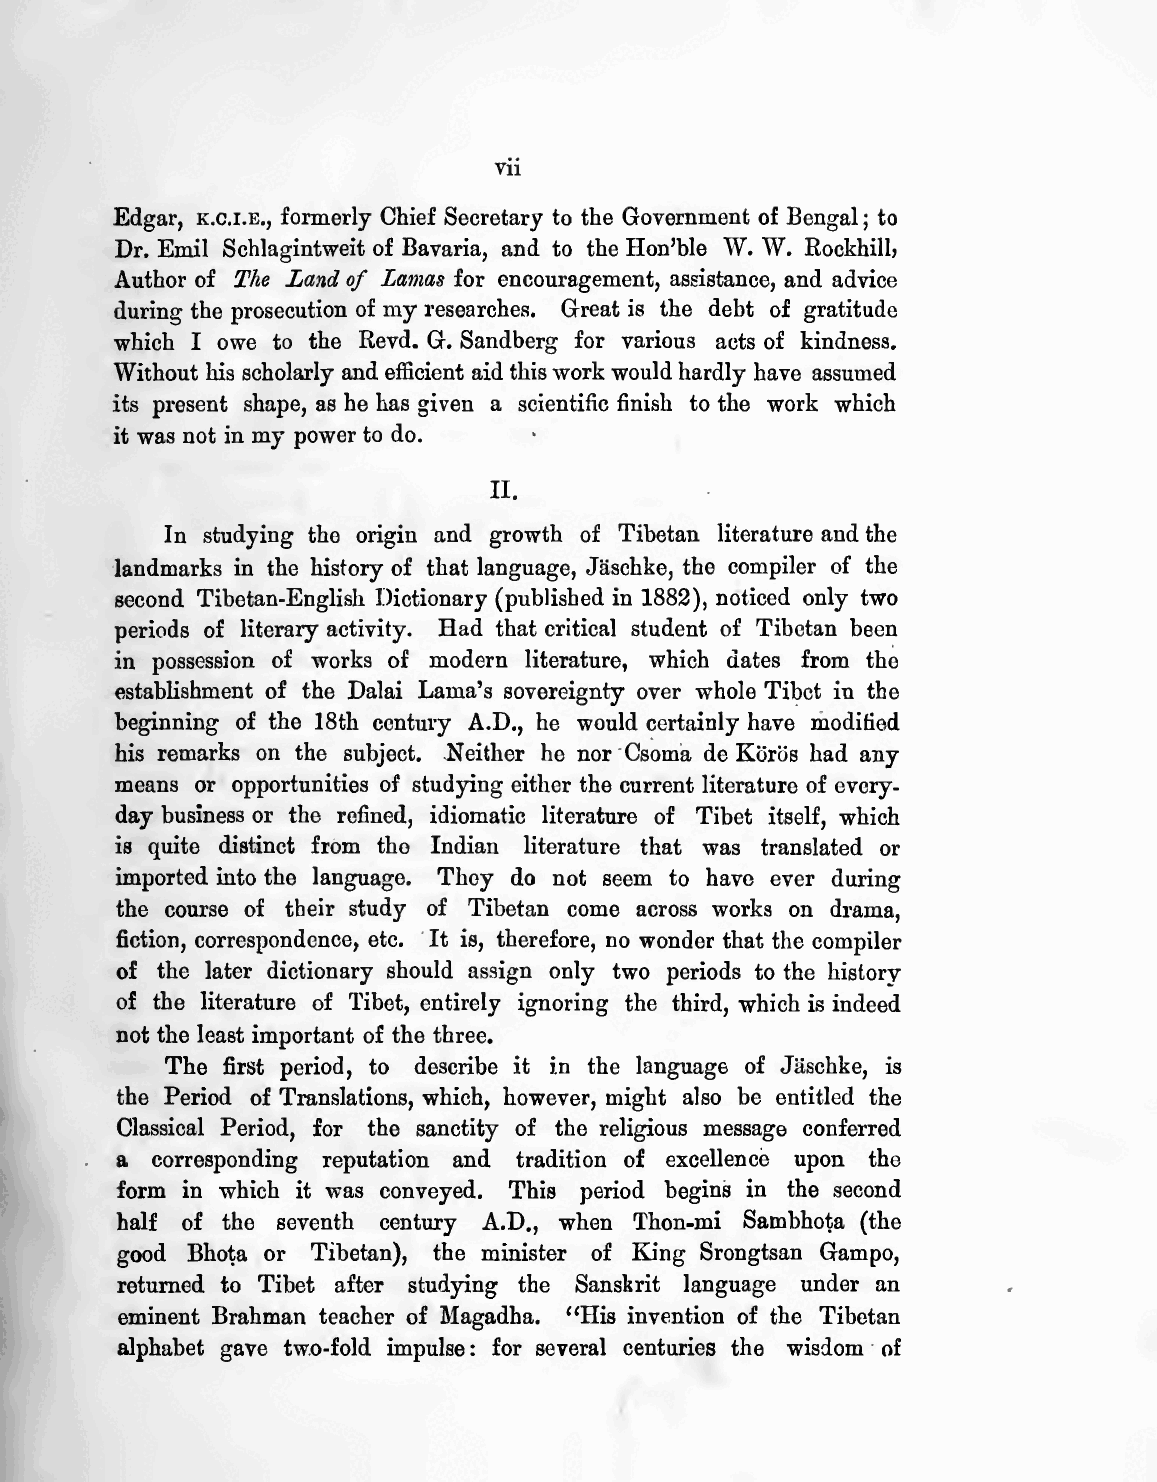 vii
Edgar, K.C.I.E., formerly Chief Secretary to the Government of Bengal; to
Dr. Emil Schlagintweit of Bavaria, and to the Hon'ble W. W. Rockhill,
Author of The Land of Lamas for encouragement, assistance, and advice
during the prosecution of my researches. Great is the debt of gratitude
which I owe to the Revd. G. Sandberg for various acts of kindness.
Without his scholarly and efficient aid this work would hardly have assumed
its present shape, as he has given a scientific finish to the work which
it was not in my power to do.
II.
In studying the origin and growth of Tibetan literature and the
landmarks in the history of that language, Jäschke, the compiler of the
second Tibetan-English Dictionary (published in 1882), noticed only two
periods of literary activity. Had that critical student of Tibetan been
in possession of works of modern literature, which dates from the
establishment of the Dalai Lama's sovereignty over whole Tibet in the
beginning of the 18th century A.D., he would certainly have modified
his remarks on the subject. Neither he nor Csoma de Körös had any
means or opportunities of studying either the current literature of every-
day business or the refined, idiomatic literature of Tibet itself, which
is quite distinct from the Indian literature that was translated or
imported into the language. They do not seem to have ever during
the course of their study of Tibetan come across works on drama,
fiction, correspondence, etc. It is, therefore, no wonder that the compiler
of the later dictionary should assign only two periods to the history
of the literature of Tibet, entirely ignoring the third, which is indeed
not the least important of the three.
The first period, to describe it in the language of Jäschke, is
the Period of Translations, which, however, might also be entitled the
Classical Period, for the sanctity of the religious message conferred
a corresponding reputation and tradition of excellence upon the
form in which it was conveyed. This period begins in the second
half of the seventh century A.D., when Thon-mi Sambhoṭa (the
good Bhoṭa or Tibetan), the minister of King Srongtsan Gampo,
returned to Tibet after studying the Sanskrit language under an
eminent Brahman teacher of Magadha. "His invention of the Tibetan
alphabet gave two-fold impulse: for several centuries the wisdom of